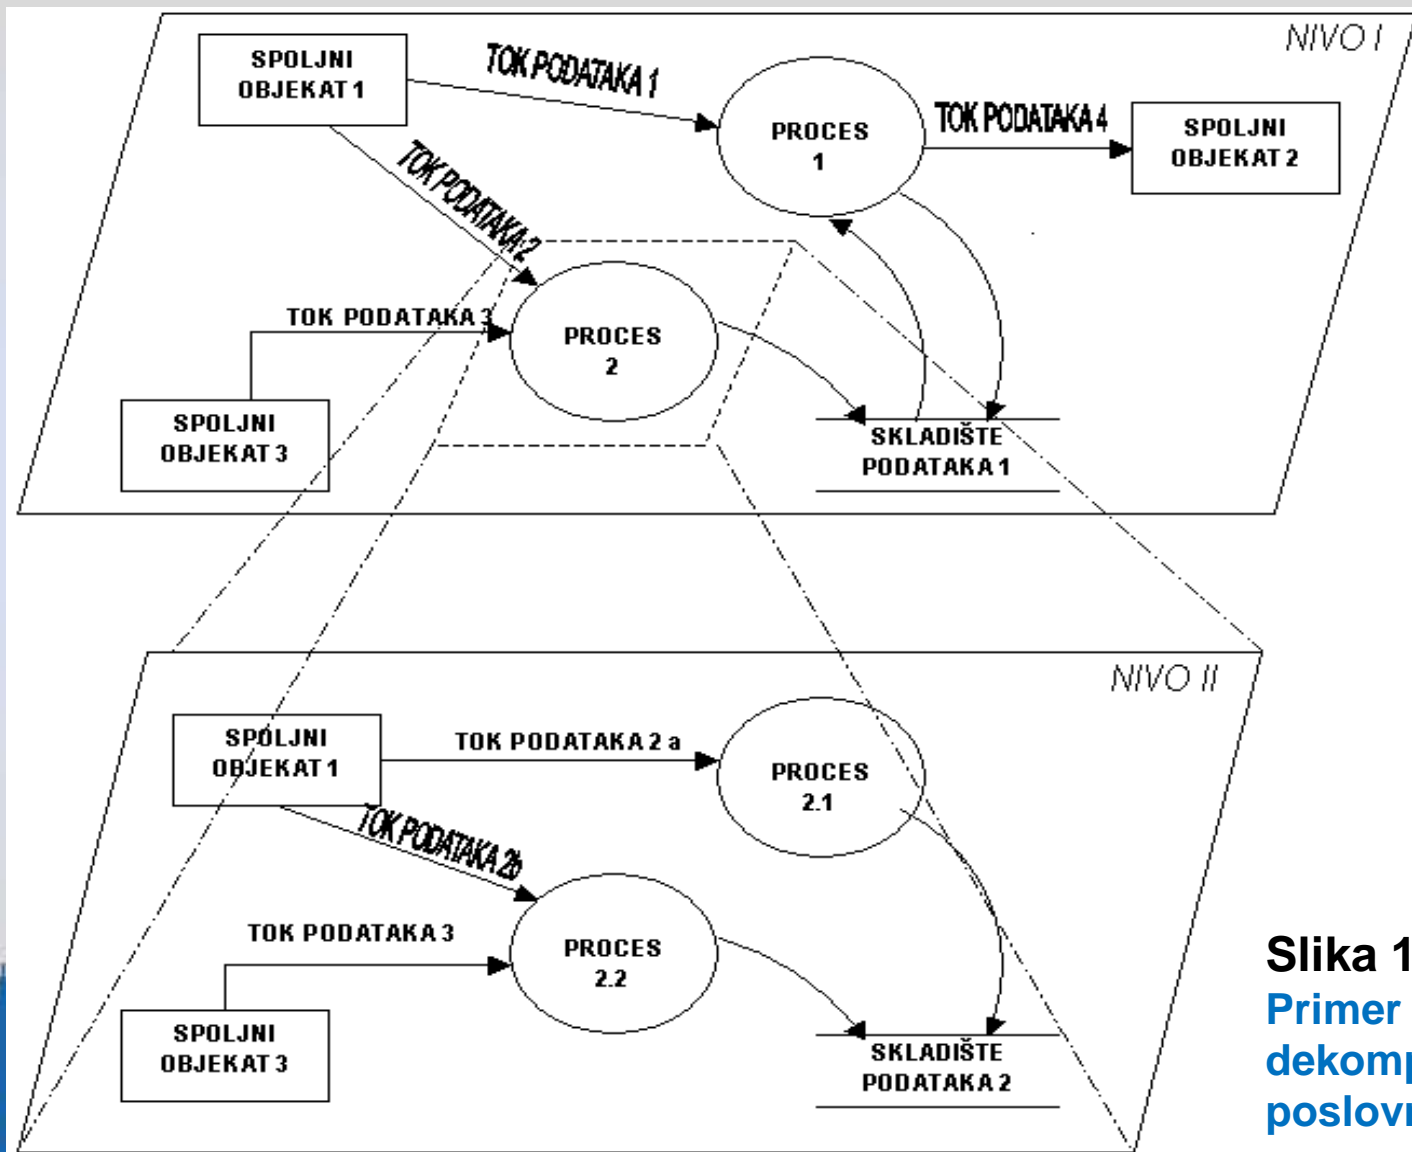 NIVO I
SPOLJNI
OBJEKAT 1
TOK PODATAKA 1
PROCES
1
TOK PODATAKA 4
SPOLJNI
OBJEKAT 2
TOK PODATAKA 2
TOK PODATAKA 3
PROCES
2
SPOLJNI
OBJEKAT 3
SKLADIŠTE
PODATAKA 1
NIVO II
SPOLJNI
OBJEKAT 1
TOK PODATAKA 2 a
PROCES
2.1
TOK PODATAKA 2b
TOK PODATAKA 3
PROCES
2.2
SPOLJNI
OBJEKAT 3
SKLADIŠTE
PODATAKA 2
Slika 1
Primer